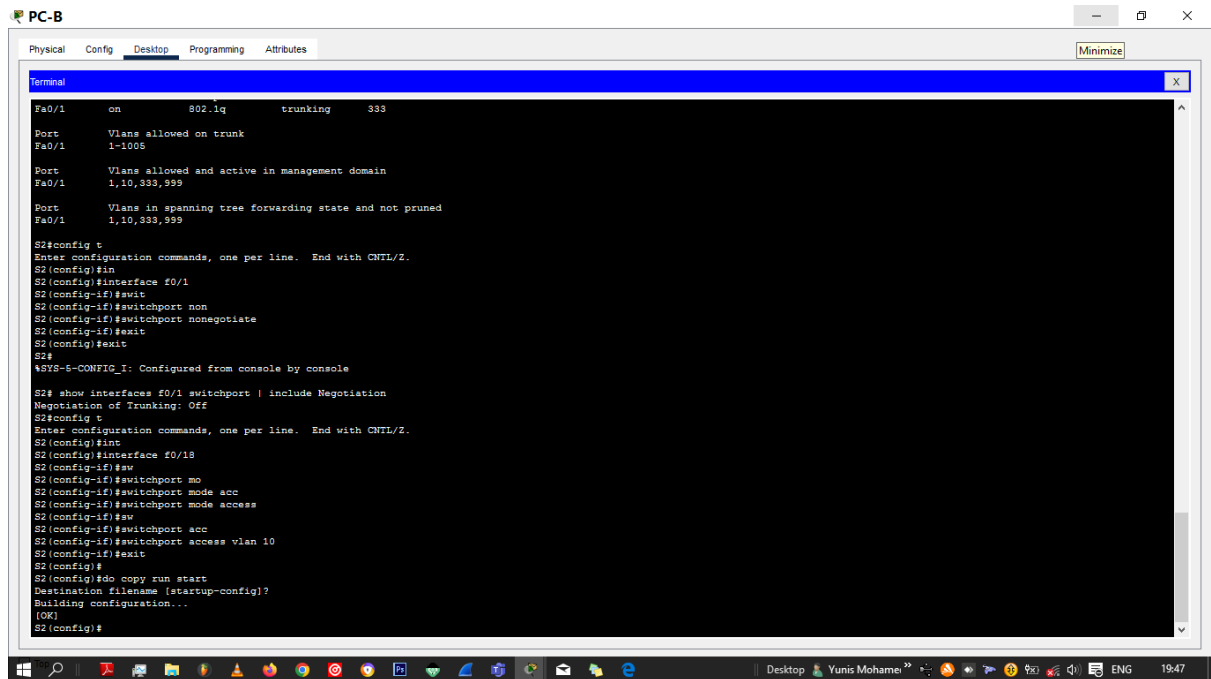 PC-B
Physical Config Desktop Programming Attributes
Minimize
Terminal X
Fa0/1 on 802.1q trunking 333
Port Vlans allowed on trunk
Fa0/1 1-1005
Port Vlans allowed and active in management domain
Fa0/1 1,10,333,999
Port Vlans in spanning tree forwarding state and not pruned
Fa0/1 1,10,333,999
S2#config t
Enter configuration commands, one per line. End with CNTL/Z.
S2(config)#in
S2(config)#interface f0/1
S2(config-if)#swit
S2(config-if)#switchport non
S2(config-if)#switchport nonegotiate
S2(config-if)#exit
S2(config)#exit
S2#
%SYS-5-CONFIG_I: Configured from console by console
S2# show interfaces f0/1 switchport | include Negotiation
Negotiation of Trunking: Off
S2#config t
Enter configuration commands, one per line. End with CNTL/Z.
S2(config)#int
S2(config)#interface f0/18
S2(config-if)#sw
S2(config-if)#switchport mo
S2(config-if)#switchport mode acc
S2(config-if)#switchport mode access
S2(config-if)#sw
S2(config-if)#switchport acc
S2(config-if)#switchport access vlan 10
S2(config-if)#exit
S2(config)#
S2(config)#do copy run start
Destination filename [startup-config]?
Building configuration...
[OK]
S2(config)#
Top
Ps
Desktop Yunis Mohame ENG 19:47